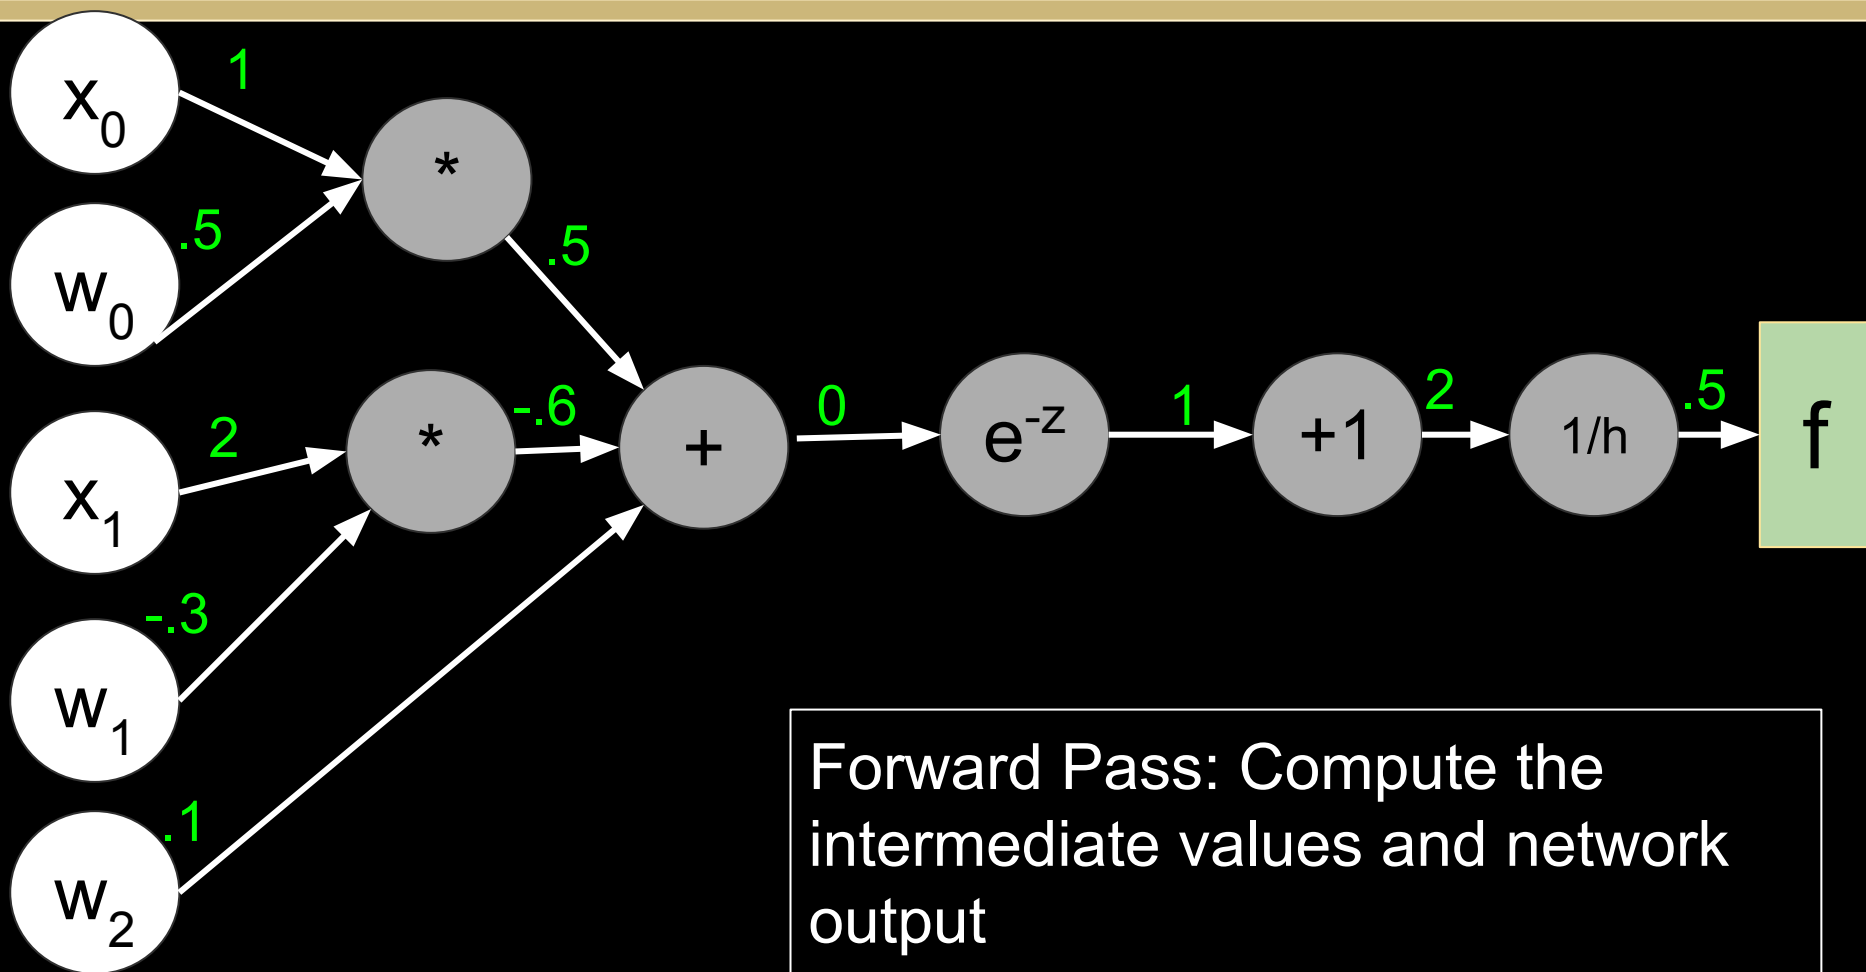 x0
1
*
w0
.5
.5
x1
2
*
-.6
+
0
e-z
1
+1
2
1/h
.5
f
w1
-.3
w2
.1
Forward Pass: Compute the
intermediate values and network
output